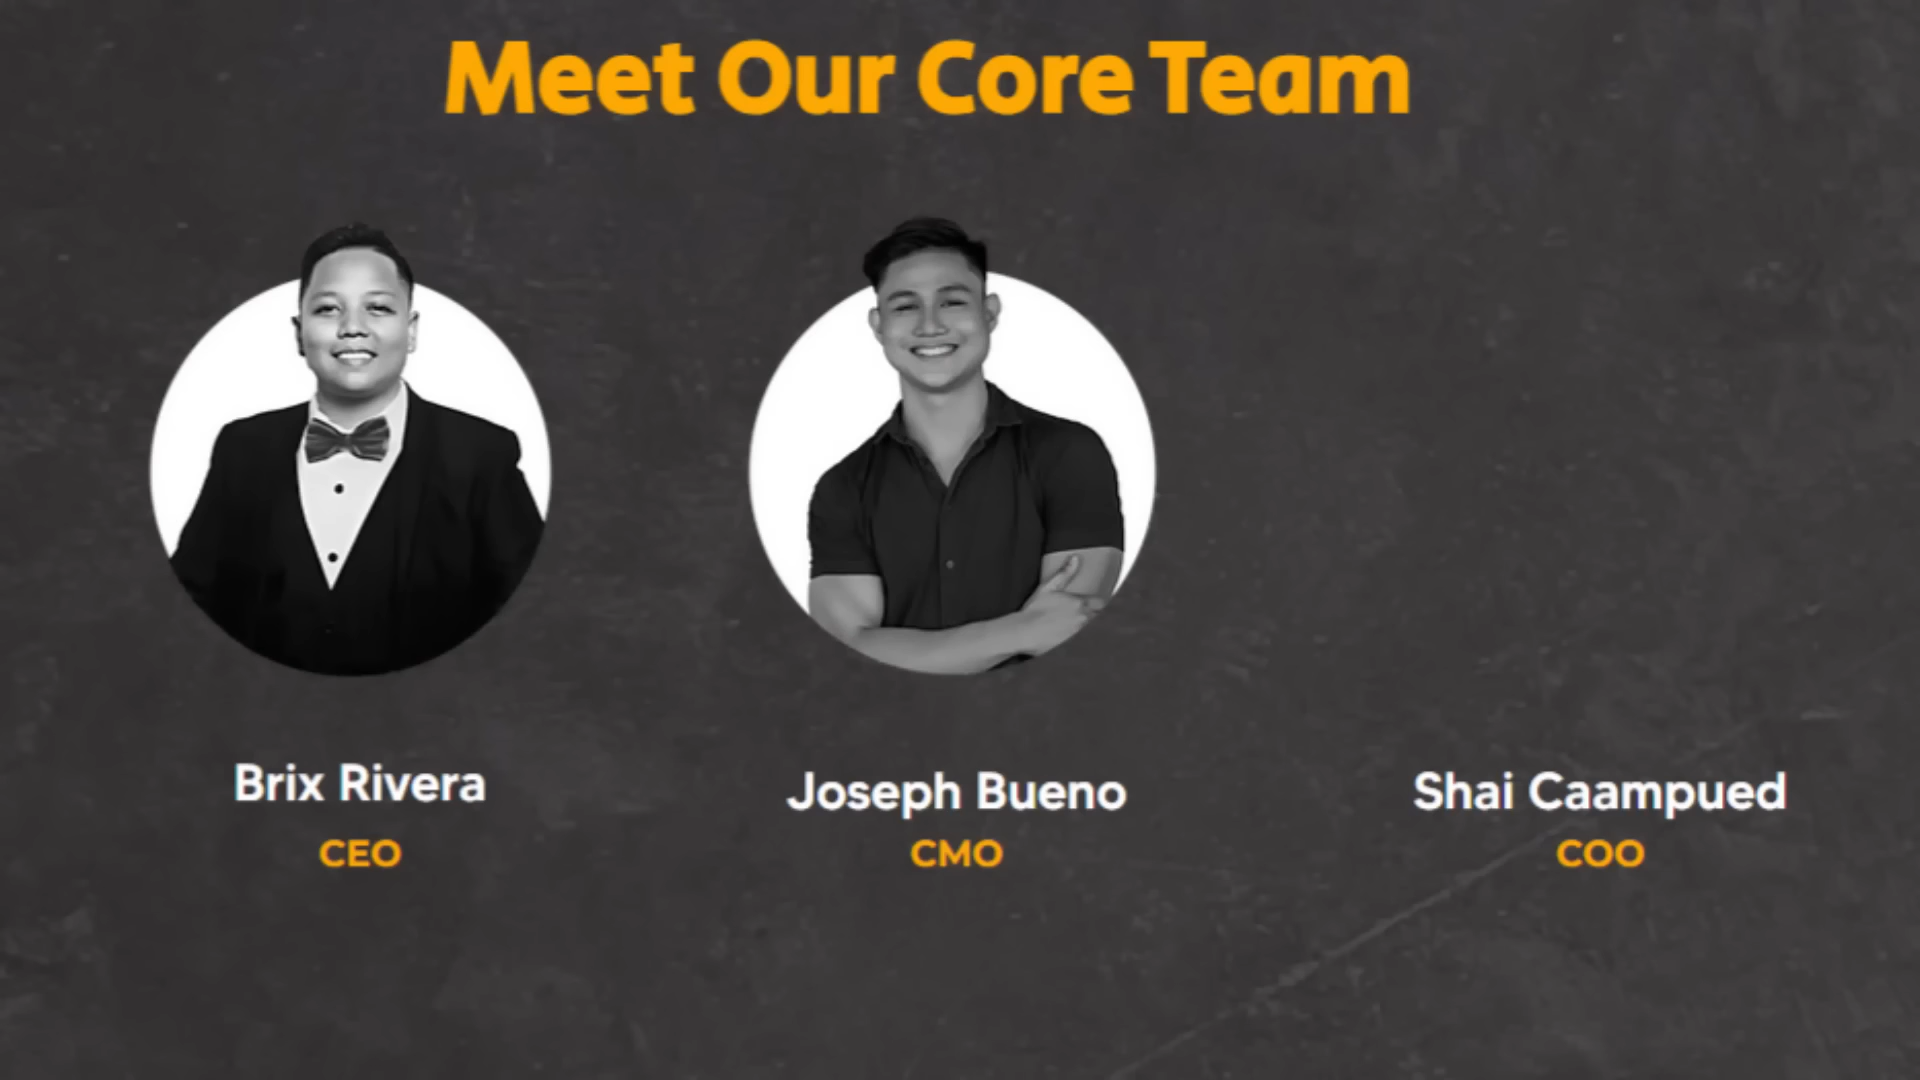 Meet Our Core Team
Brix Rivera
CEO
Joseph Bueno
CMO
Shai Caampued
COO